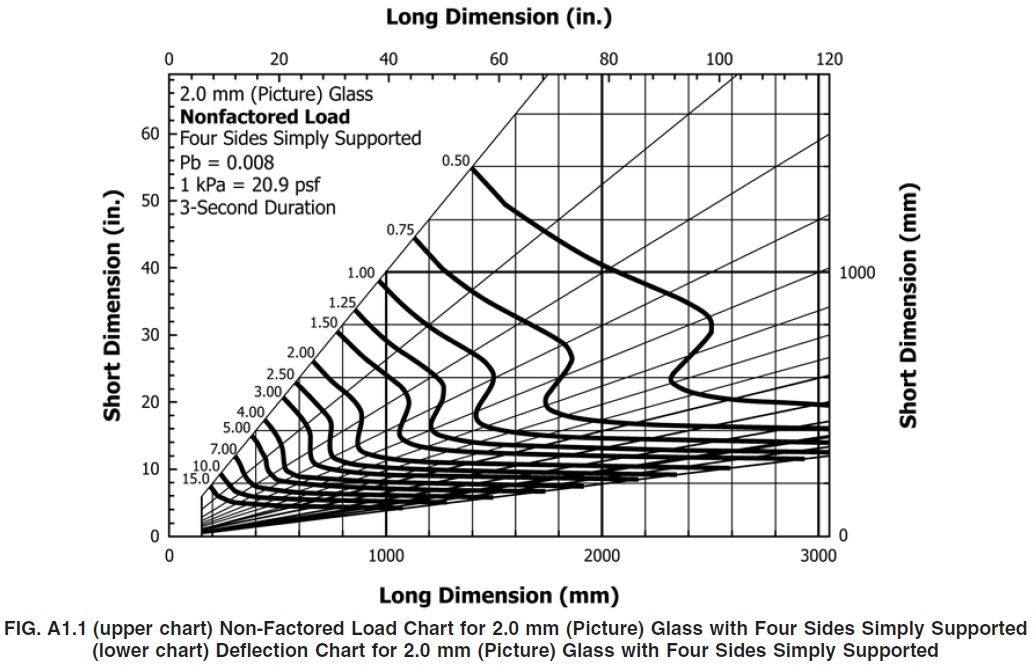 Long Dimension (in.)
0 20 40 60 80 100 120
2.0 mm (Picture) Glass
Nonfactored Load
Four Sides Simply Supported
Pb = 0.008
1 kPa = 20.9 psf
3-Second Duration
Short Dimension (in.)
60
50
40
30
20
10
0
0.50
0.75
1.00
1.25
1.50
2.00
2.50
3.00
4.00
5.00
7.00
10.0
15.0
1000
0
Short Dimension (mm)
0 1000 2000 3000
Long Dimension (mm)
FIG. A1.1 (upper chart) Non-Factored Load Chart for 2.0 mm (Picture) Glass with Four Sides Simply Supported
(lower chart) Deflection Chart for 2.0 mm (Picture) Glass with Four Sides Simply Supported